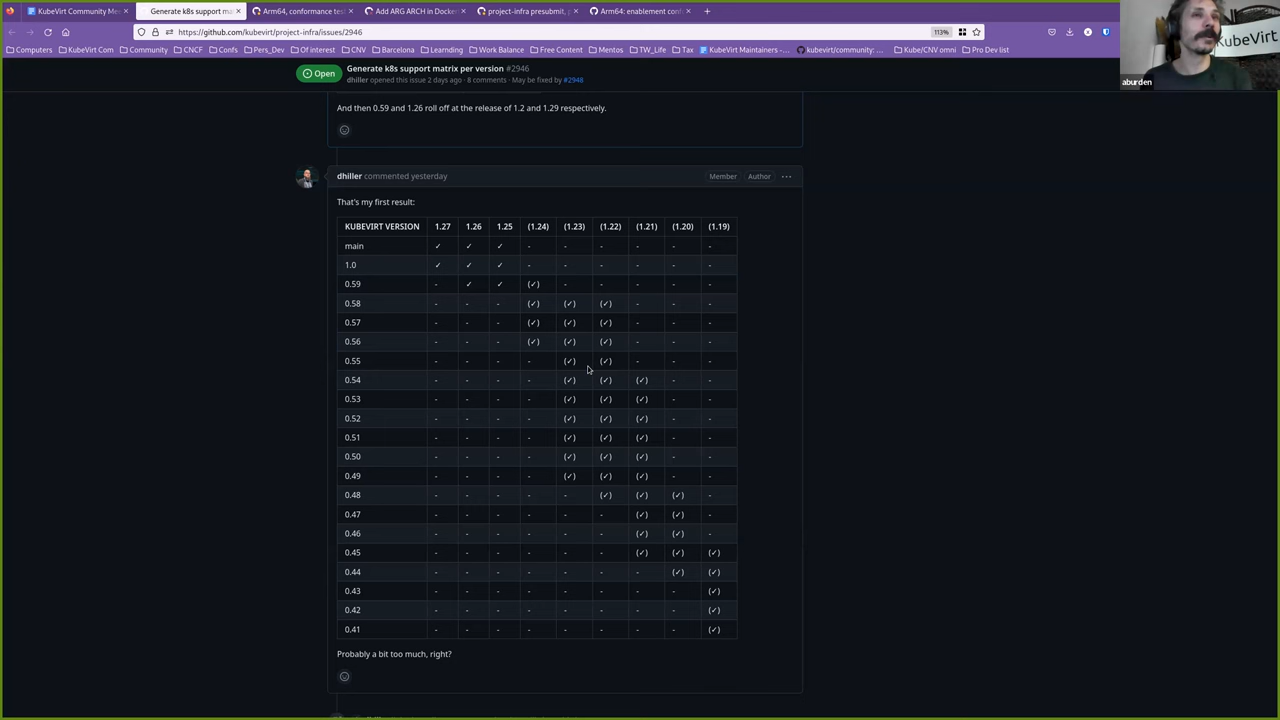 KubeVirt Community Me
Generate k8s support ma
Arm64, conformance tes
Add ARG ARCH in Docke
project-infra presubmit, p
Arm64: enablement con
https://github.com/kubevirt/project-infra/issues/2946
113%
Computers KubeVirt Com Community CNCF Confs Pers_Dev Of interest CNV Barcelona Learnding Work Balance Free Content Mentos TW_Life Tax KubeVirt Maintainers -... kubevirt/community: ... Kube/CNV omni Pro Dev list
KubeVirt
aburden
Open
Generate k8s support matrix per version #2946
dhiller opened this issue 2 days ago · 8 comments · May be fixed by #2948
And then 0.59 and 1.26 roll off at the release of 1.2 and 1.29 respectively.
dhiller commented yesterday Member Author ...
That's my first result:
KUBEVIRT VERSION 1.27 1.26 1.25 (1.24) (1.23) (1.22) (1.21) (1.20) (1.19)
main ✓ ✓ ✓ - - - - - -
1.0 ✓ ✓ ✓ - - - - - -
0.59 - ✓ ✓ (✓) - - - - -
0.58 - - - (✓) (✓) (✓) - - -
0.57 - - - (✓) (✓) (✓) - - -
0.56 - - - (✓) (✓) (✓) - - -
0.55 - - - - (✓) (✓) - - -
0.54 - - - - (✓) (✓) (✓) - -
0.53 - - - - (✓) (✓) (✓) - -
0.52 - - - - (✓) (✓) (✓) - -
0.51 - - - - (✓) (✓) (✓) - -
0.50 - - - - (✓) (✓) (✓) - -
0.49 - - - - (✓) (✓) (✓) - -
0.48 - - - - - (✓) (✓) (✓) -
0.47 - - - - - - (✓) (✓) -
0.46 - - - - - - (✓) (✓) -
0.45 - - - - - - (✓) (✓) (✓)
0.44 - - - - - - - (✓) (✓)
0.43 - - - - - - - - (✓)
0.42 - - - - - - - - (✓)
0.41 - - - - - - - - (✓)
Probably a bit too much, right?